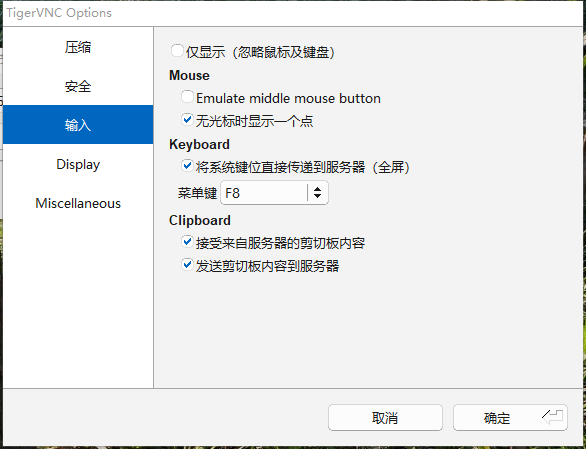 TigerVNC Options
压缩
安全
输入
Display
Miscellaneous
仅显示（忽略鼠标及键盘）
Mouse
Emulate middle mouse button
无光标时显示一个点
Keyboard
将系统键位直接传递到服务器（全屏）
菜单键 F8
Clipboard
接受来自服务器的剪切板内容
发送剪切板内容到服务器
取消
确定